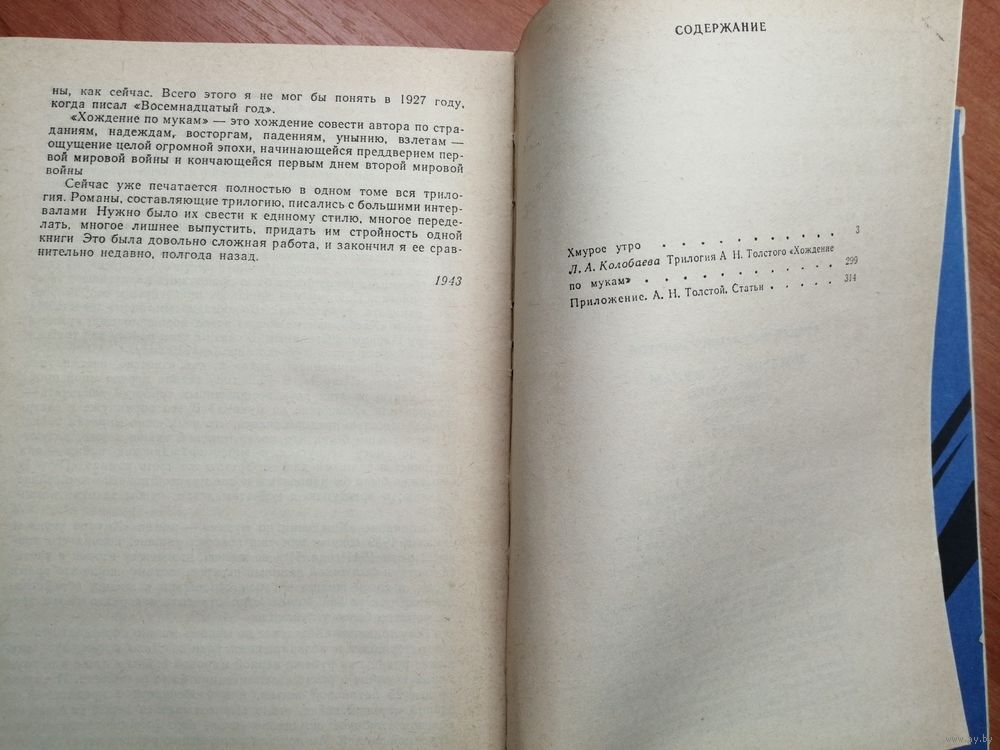 ны, как сейчас. Всего этого я не мог бы понять в 1927 году,
когда писал «Восемнадцатый год».
«Хождение по мукам» — это хождение совести автора по стра-
даниям, надеждам, восторгам, падениям, унынию, взлетам —
ощущение целой огромной эпохи, начинающейся преддверием пер-
вой мировой войны и кончающейся первым днем второй мировой
войны
Сейчас уже печатается полностью в одном томе вся трило-
гия. Романы, составляющие трилогию, писались с большими интер-
валами Нужно было их свести к единому стилю, многое переде-
лать, многое лишнее выпустить, придать им стройность одной
книги Это была довольно сложная работа, и закончил я ее срав-
нительно недавно, полгода назад.
1943
СОДЕРЖАНИЕ
Хмурое утро . . . . . . . . . . . 3
Л. А. Колобаева Трилогия А Н. Толстого «Хождение
по мукам» . . . . . . . . . . . . 299
Приложение. А. Н. Толстой. Статьи . . . . . 314
www.ay.by